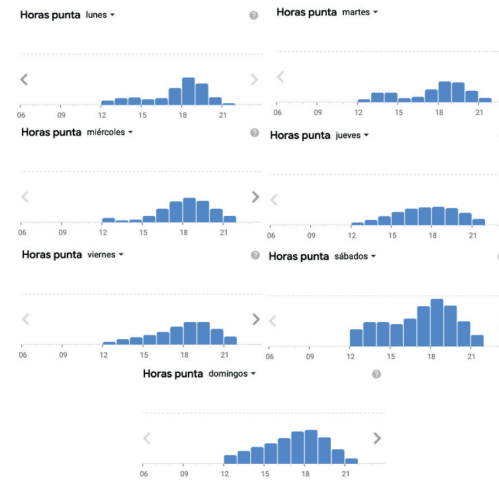 Horas punta lunes
06 09 12 15 18 21
Horas punta martes
06 09 12 15 18 21
Horas punta miércoles
06 09 12 15 18 21
Horas punta jueves
06 09 12 15 18 21
Horas punta viernes
06 09 12 15 18 21
Horas punta sábados
06 09 12 15 18 21
Horas punta domingos
06 09 12 15 18 21